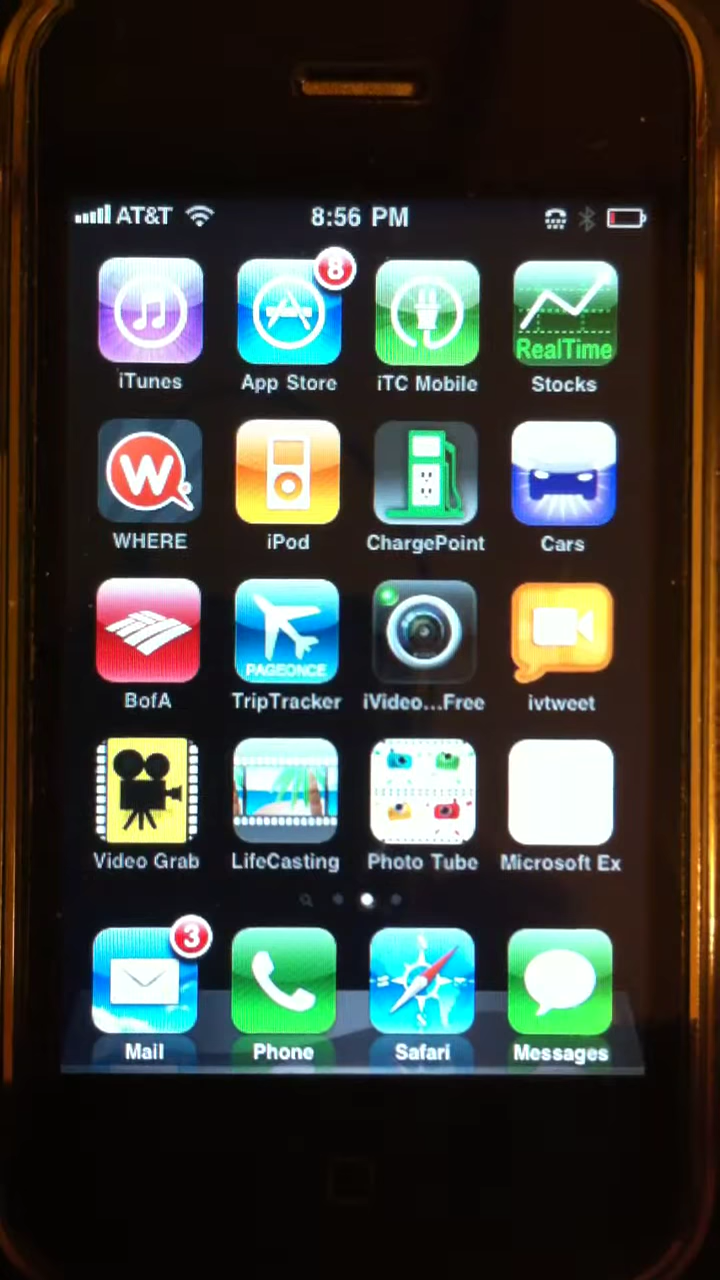 AT&T 8:56 PM
8
RealTime
iTunes App Store iTC Mobile Stocks
W
WHERE iPod ChargePoint Cars
PAGEONCE
BofA TripTracker iVideo...Free ivtweet
Video Grab LifeCasting Photo Tube Microsoft Ex
3
Mail Phone Safari Messages